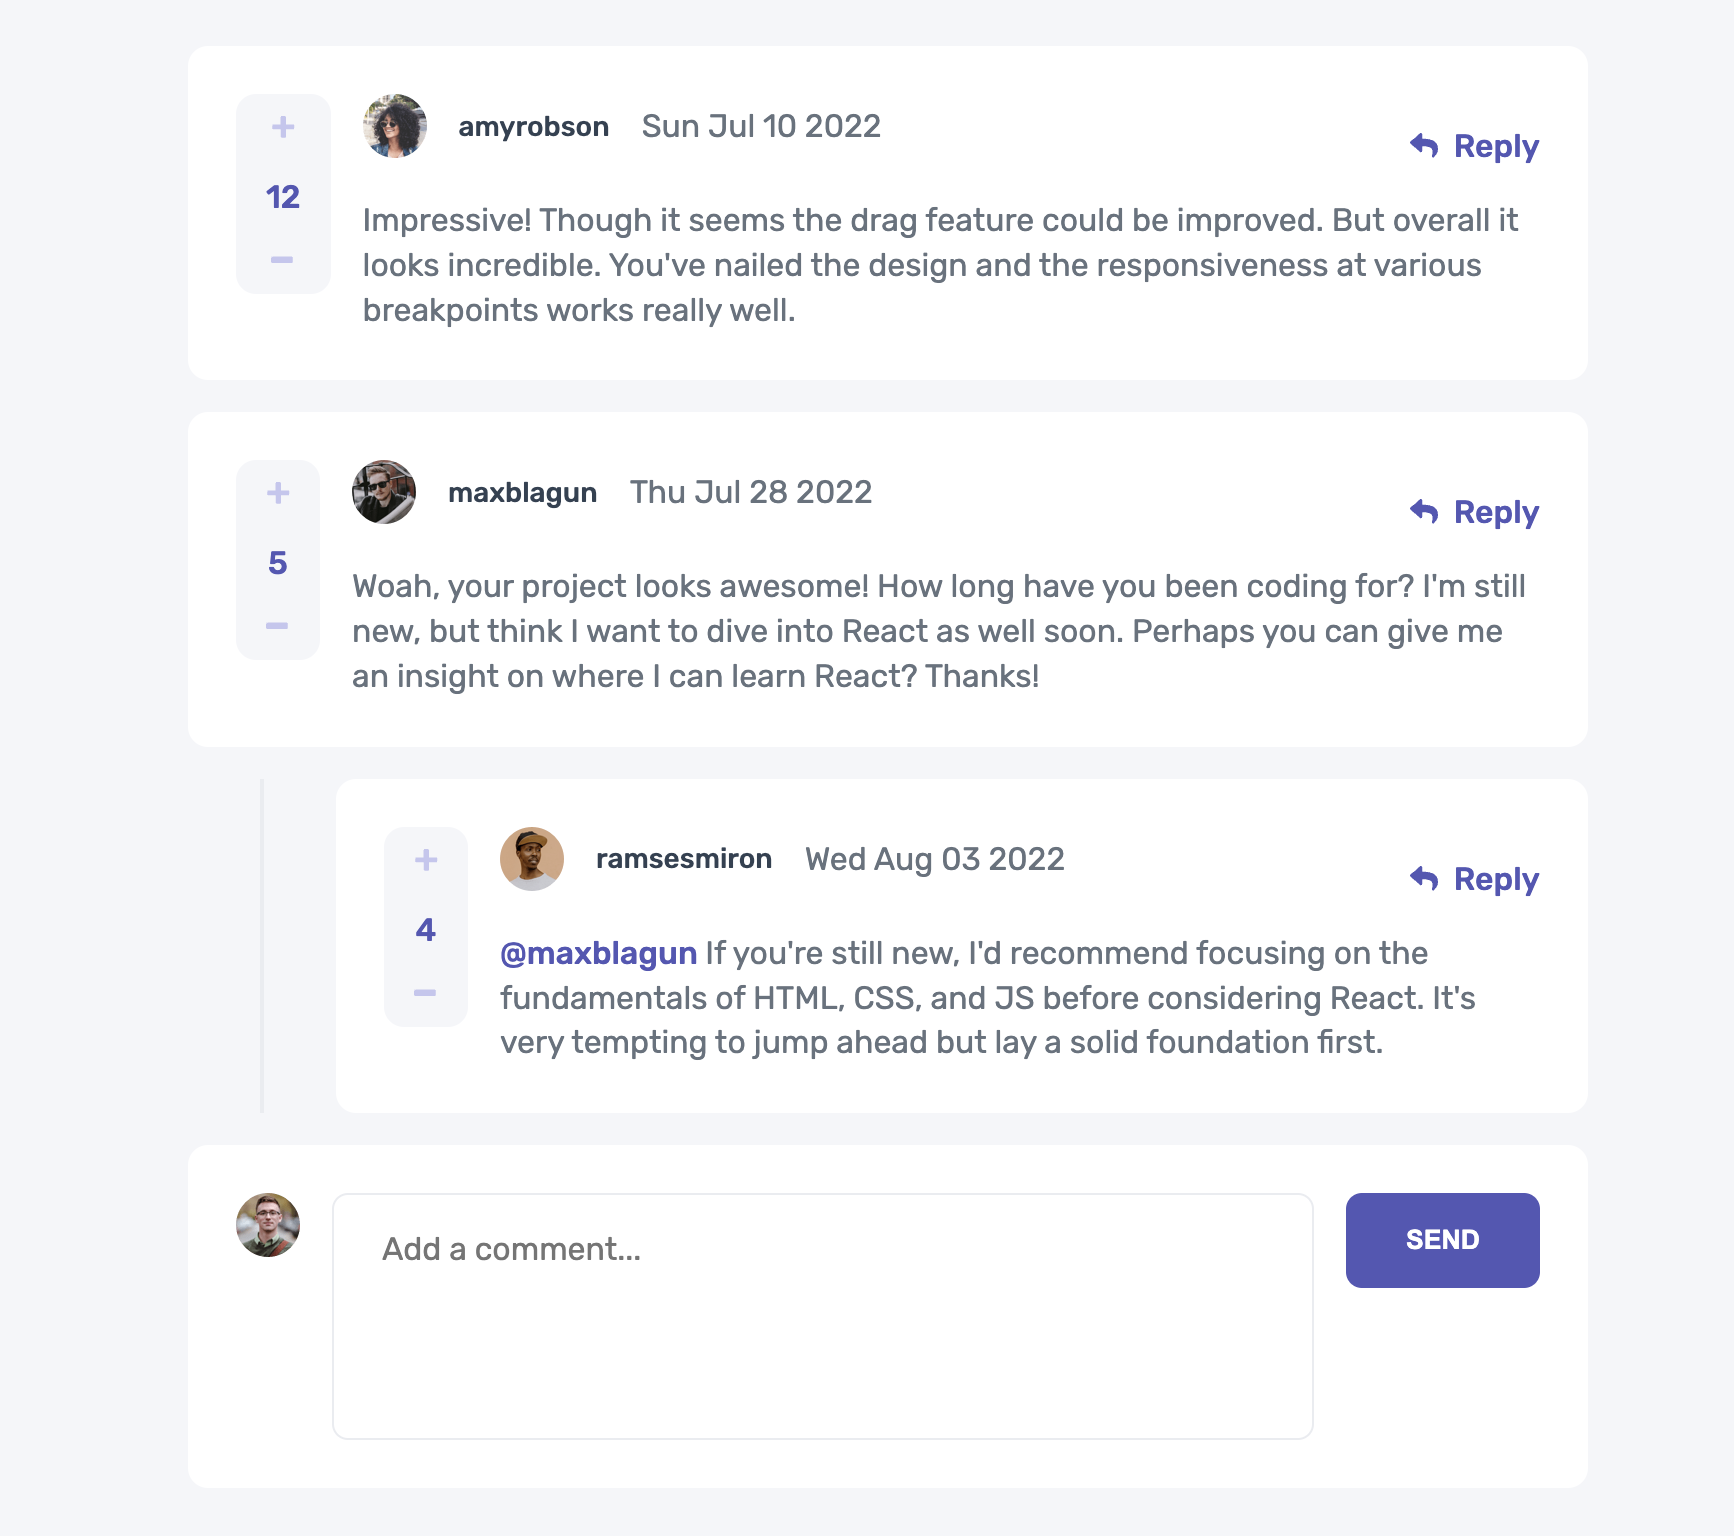 +
12
−
amyrobson Sun Jul 10 2022
Reply
Impressive! Though it seems the drag feature could be improved. But overall it
looks incredible. You've nailed the design and the responsiveness at various
breakpoints works really well.
+
5
−
maxblagun Thu Jul 28 2022
Reply
Woah, your project looks awesome! How long have you been coding for? I'm still
new, but think I want to dive into React as well soon. Perhaps you can give me
an insight on where I can learn React? Thanks!
+
4
−
ramsesmiron Wed Aug 03 2022
Reply
@maxblagun If you're still new, I'd recommend focusing on the
fundamentals of HTML, CSS, and JS before considering React. It's
very tempting to jump ahead but lay a solid foundation first.
Add a comment...
SEND